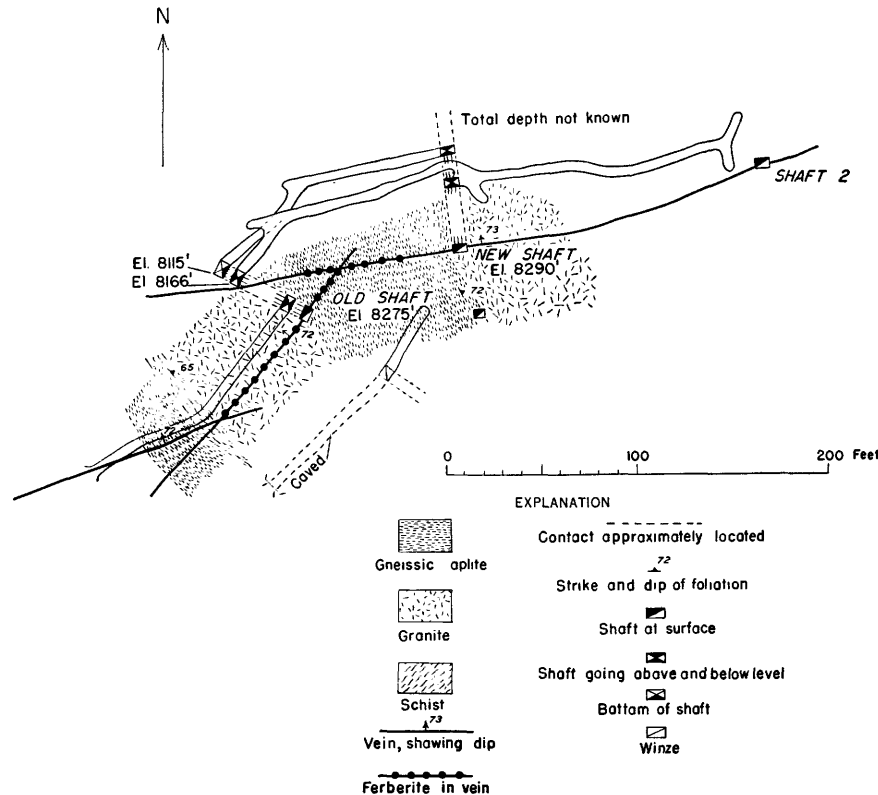 N
Total depth not known
SHAFT 2
73
NEW SHAFT
El. 8290'
El. 8115'
El 8166'
72
OLD SHAFT
El 8275'
72
65
72
Caved
0 100 200 Feet
EXPLANATION
Gneissic aplite
Granite
Schist
73
Vein, shawing dip
Ferberite in vein
Contact approximately located
72
Strike and dip of foliation
Shaft at surface
Shaft going above and below level
Bottam of shaft
Winze